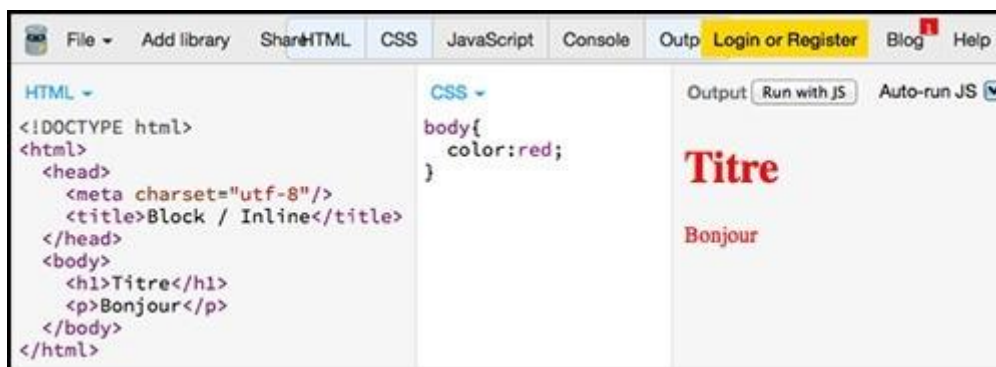 File Add library Share HTML CSS JavaScript Console Outp Login or Register Blog 1 Help
HTML
<!DOCTYPE html>
<html>
<head>
<meta charset="utf-8"/>
<title>Block / Inline</title>
</head>
<body>
<h1>Titre</h1>
<p>Bonjour</p>
</body>
</html>
CSS
body{
color:red;
}
Output Run with JS Auto-run JS
Titre
Bonjour